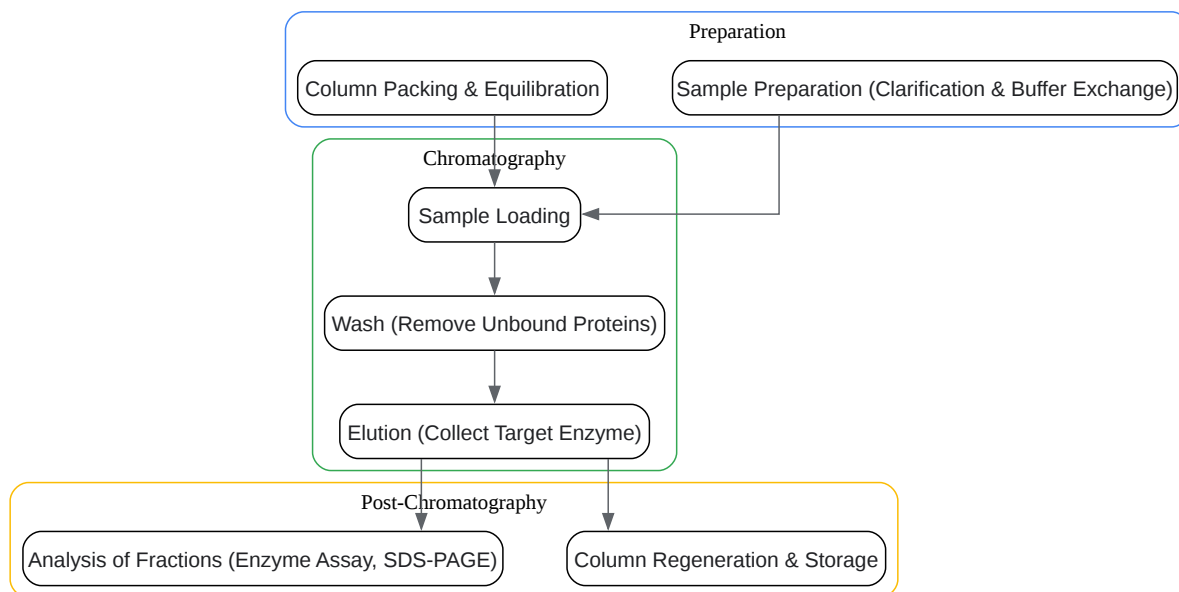 Preparation
Column Packing & Equilibration
Sample Preparation (Clarification & Buffer Exchange)
Chromatography
Sample Loading
Wash (Remove Unbound Proteins)
Elution (Collect Target Enzyme)
Post-Chromatography
Analysis of Fractions (Enzyme Assay, SDS-PAGE)
Column Regeneration & Storage